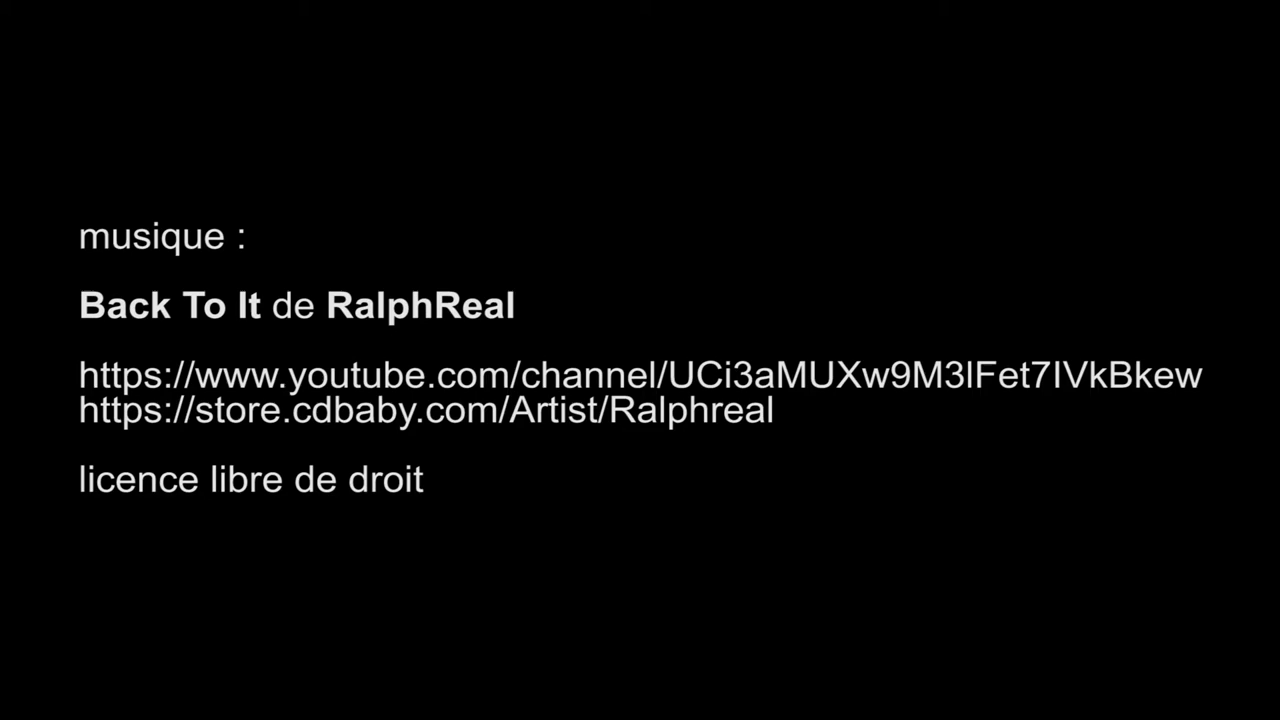 musique :
Back To It de RalphReal
https://www.youtube.com/channel/UCi3aMUXw9M3lFet7IVkBkew
https://store.cdbaby.com/Artist/Ralphreal
licence libre de droit